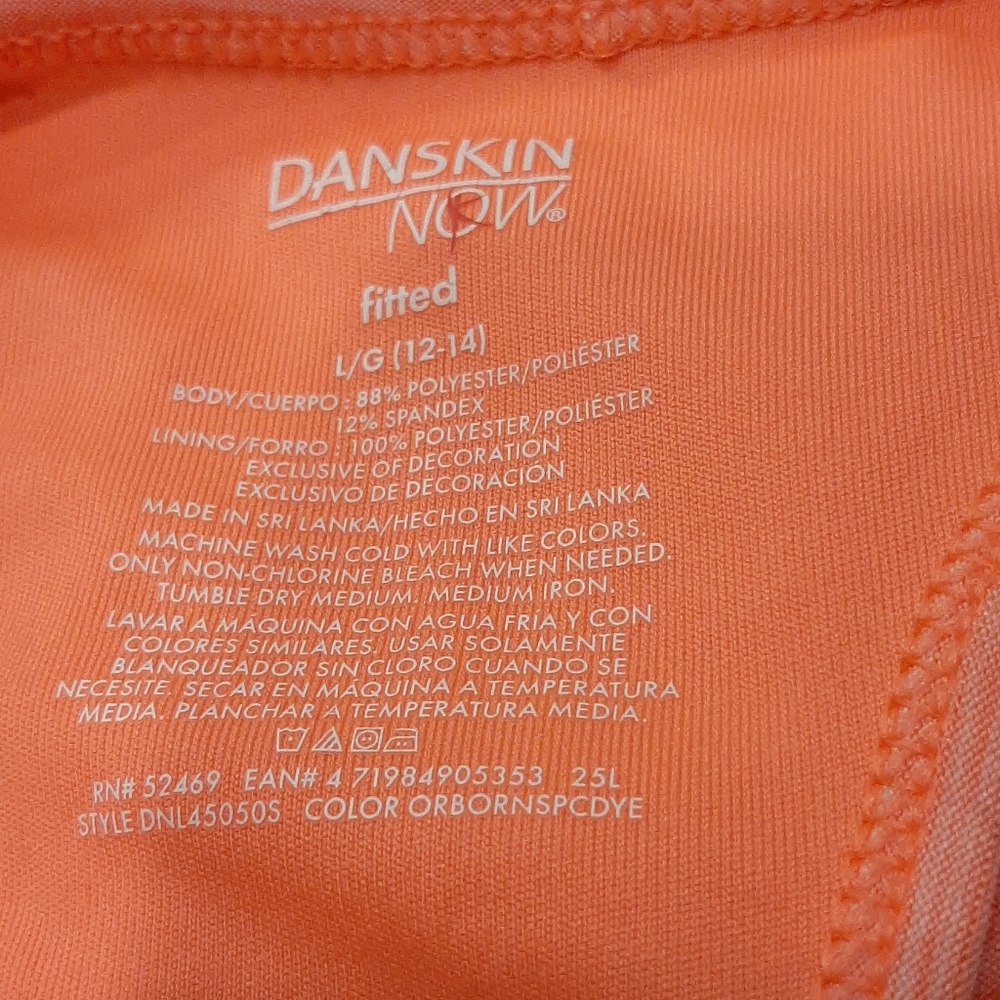 DANSKIN
NOW®
fitted
L/G (12-14)
BODY/CUERPO : 88% POLYESTER/POLIÉSTER
12% SPANDEX
LINING/FORRO : 100% POLYESTER/POLIÉSTER
EXCLUSIVE OF DECORATION
EXCLUSIVO DE DECORACIÓN
MADE IN SRI LANKA/HECHO EN SRI LANKA
MACHINE WASH COLD WITH LIKE COLORS.
ONLY NON-CHLORINE BLEACH WHEN NEEDED.
TUMBLE DRY MEDIUM. MEDIUM IRON.
LAVAR A MÁQUINA CON AGUA FRÍA Y CON
COLORES SIMILARES. USAR SOLAMENTE
BLANQUEADOR SIN CLORO CUANDO SE
NECESITE. SECAR EN MÁQUINA A TEMPERATURA
MEDIA. PLANCHAR A TEMPERATURA MEDIA.
RN# 52469 EAN# 4 71984905353 25L
STYLE DNL45050S COLOR ORBORNSPCDYE